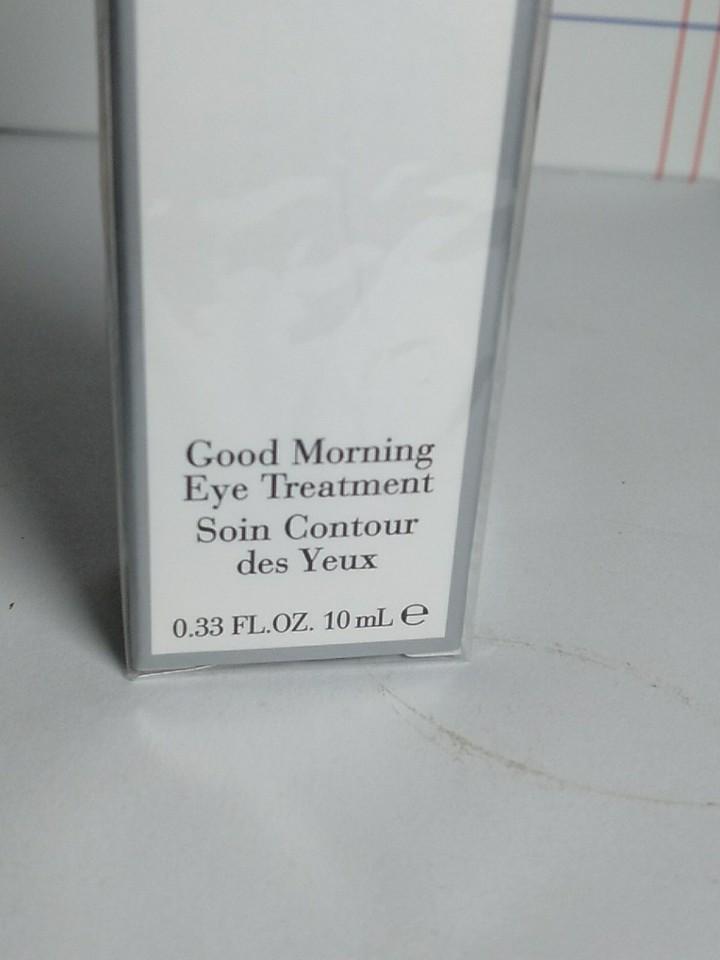 Good Morning
Eye Treatment
Soin Contour
des Yeux
0.33 FL.OZ. 10 mL ℮